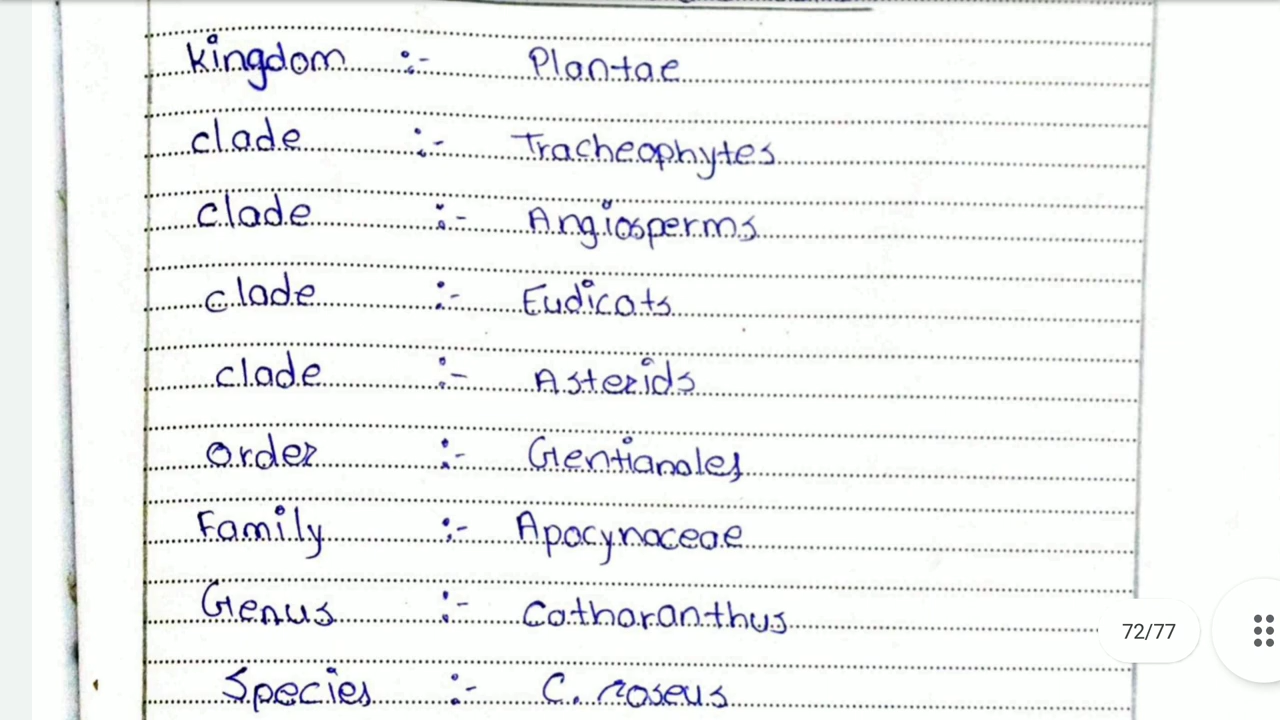 Kingdom :- Plantae
clade :- Tracheophytes
clade :- Angiosperms
clade :- Eudicots
clade :- Asterids
order :- Gentianales
Family :- Apocynaceae
Genus :- Catharanthus
72/77
Species :- C. roseus